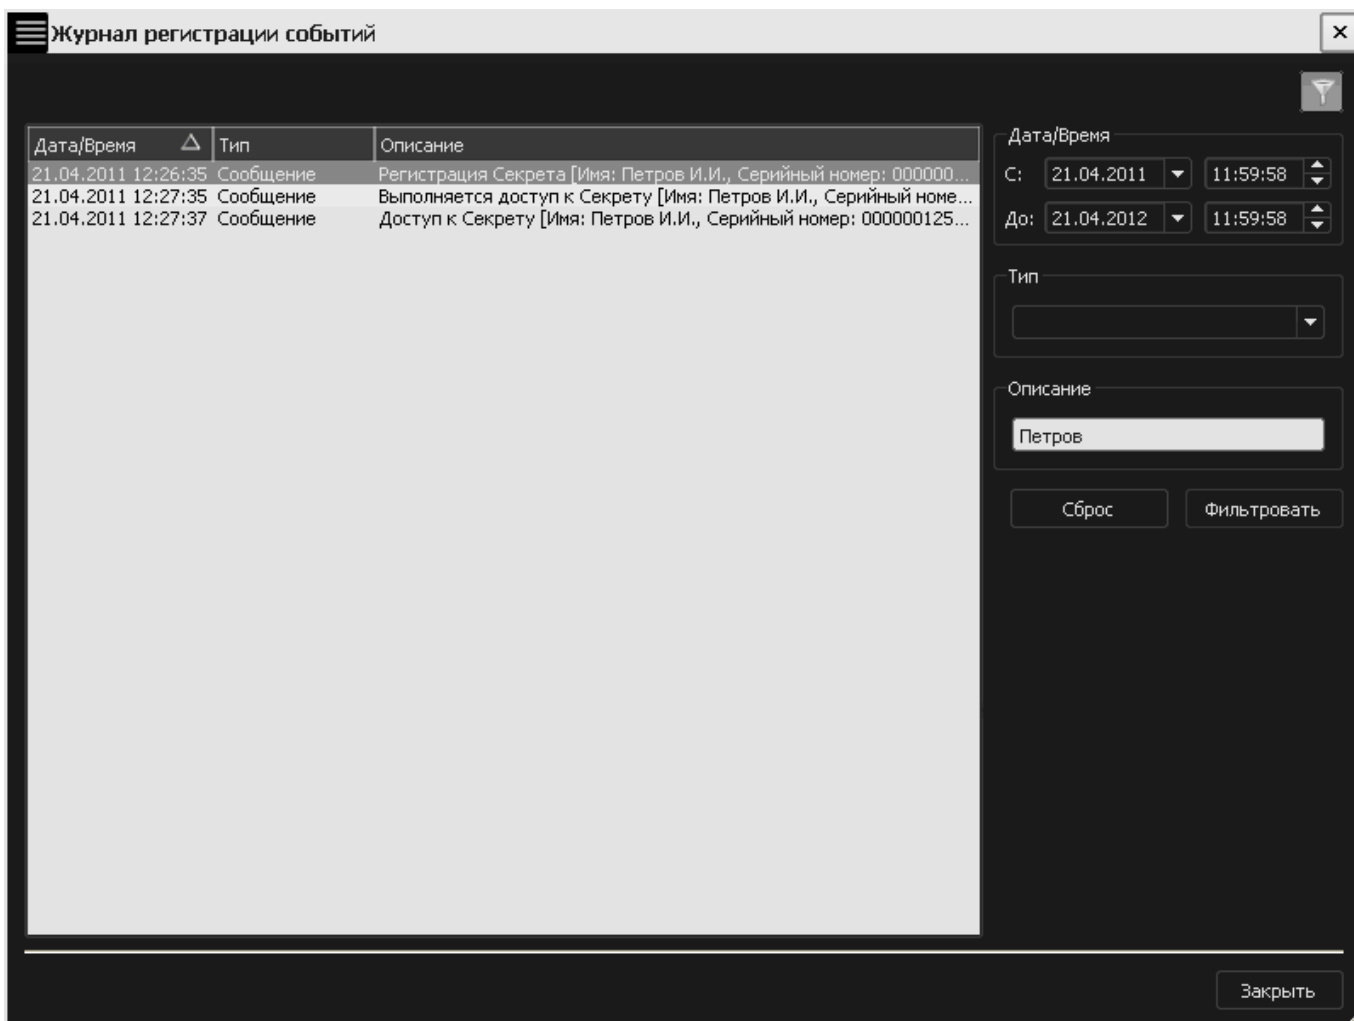 Журнал регистрации событий
Дата/Время Тип Описание
21.04.2011 12:26:35 Сообщение Регистрация Секрета [Имя: Петров И.И., Серийный номер: 000000...
21.04.2011 12:27:35 Сообщение Выполняется доступ к Секрету [Имя: Петров И.И., Серийный номе...
21.04.2011 12:27:37 Сообщение Доступ к Секрету [Имя: Петров И.И., Серийный номер: 000000125...
Дата/Время
С: 21.04.2011 11:59:58
До: 21.04.2012 11:59:58
Тип
Описание
Петров
Сброс Фильтровать
Закрыть